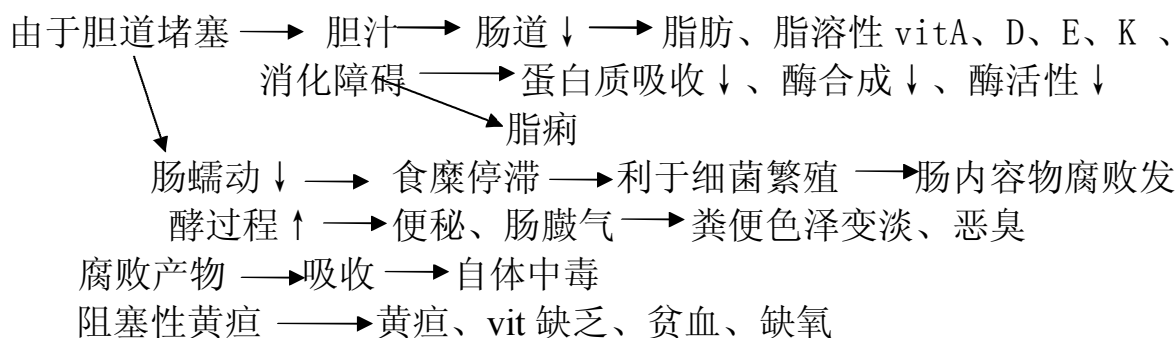 由于胆道堵塞 → 胆汁 → 肠道↓ → 脂肪、脂溶性 vitA、D、E、K 、
消化障碍 → 蛋白质吸收↓、酶合成↓、酶活性↓
脂痢
肠蠕动↓ → 食糜停滞 → 利于细菌繁殖 → 肠内容物腐败发
酵过程↑ → 便秘、肠臌气 → 粪便色泽变淡、恶臭
腐败产物 → 吸收 → 自体中毒
阻塞性黄疸 → 黄疸、vit 缺乏、贫血、缺氧